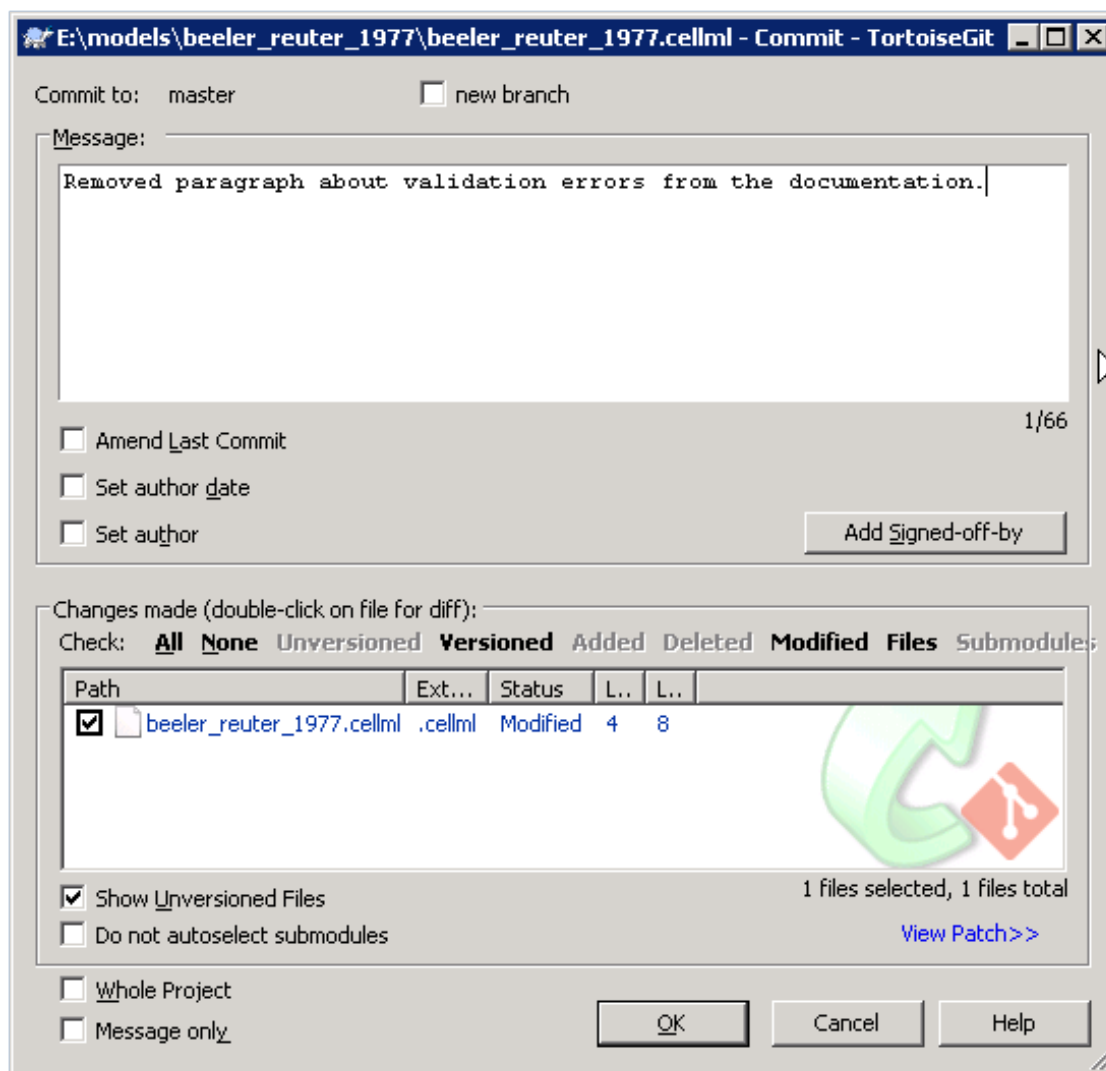 E:\models\beeler_reuter_1977\beeler_reuter_1977.cellml - Commit - TortoiseGit
Commit to: master new branch
Message:
Removed paragraph about validation errors from the documentation.
1/66
Amend Last Commit
Set author date
Set author
Add Signed-off-by
Changes made (double-click on file for diff):
Check: All None Unversioned Versioned Added Deleted Modified Files Submodules
Path Ext... Status L.. L..
beeler_reuter_1977.cellml .cellml Modified 4 8
Show Unversioned Files
1 files selected, 1 files total
Do not autoselect submodules
View Patch>>
Whole Project
Message only
OK Cancel Help